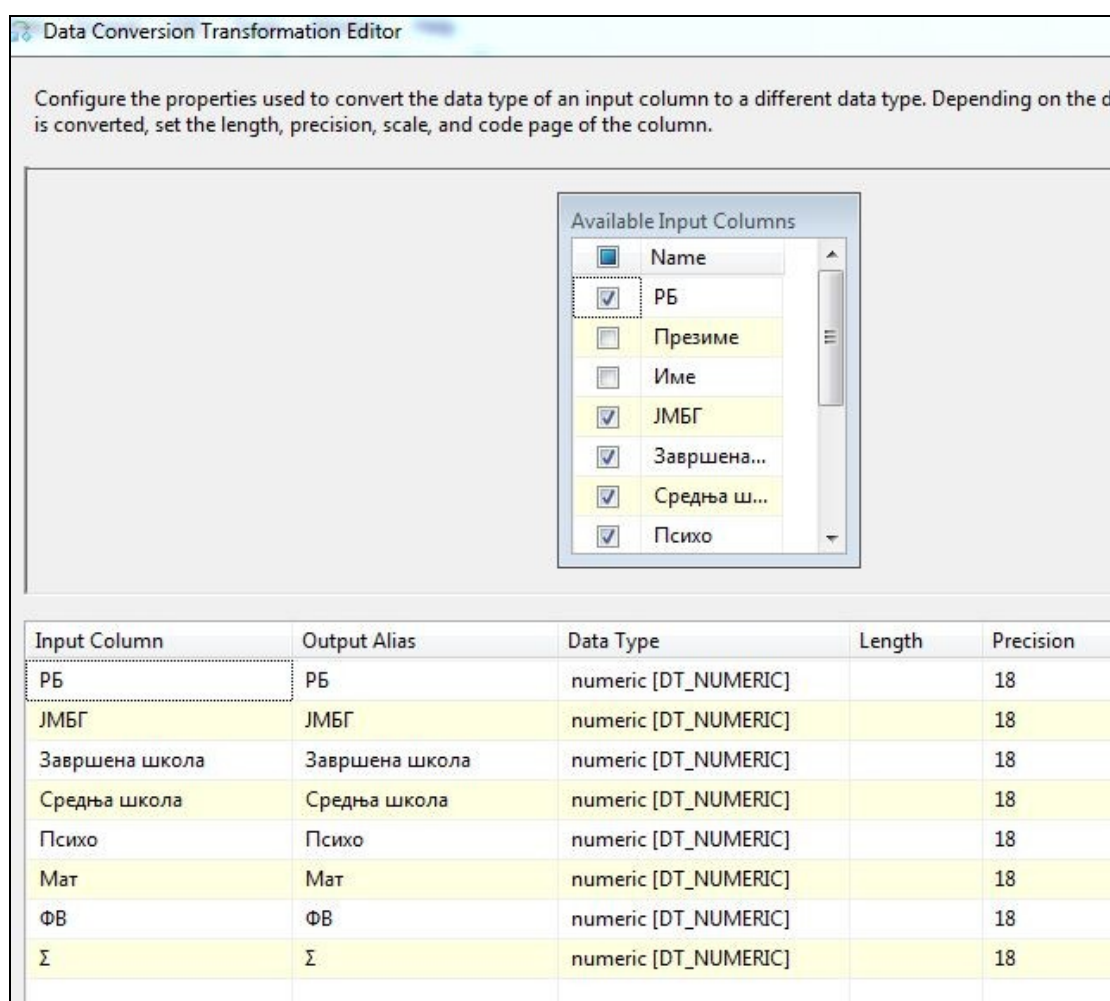 Data Conversion Transformation Editor
Configure the properties used to convert the data type of an input column to a different data type. Depending on the d
is converted, set the length, precision, scale, and code page of the column.
Available Input Columns
Name
РБ
Презиме
Име
ЈМБГ
Завршена...
Средња ш...
Психо
Input Column Output Alias Data Type Length Precision
РБ РБ numeric [DT_NUMERIC] 18
ЈМБГ ЈМБГ numeric [DT_NUMERIC] 18
Завршена школа Завршена школа numeric [DT_NUMERIC] 18
Средња школа Средња школа numeric [DT_NUMERIC] 18
Психо Психо numeric [DT_NUMERIC] 18
Мат Мат numeric [DT_NUMERIC] 18
ФВ ФВ numeric [DT_NUMERIC] 18
Σ Σ numeric [DT_NUMERIC] 18